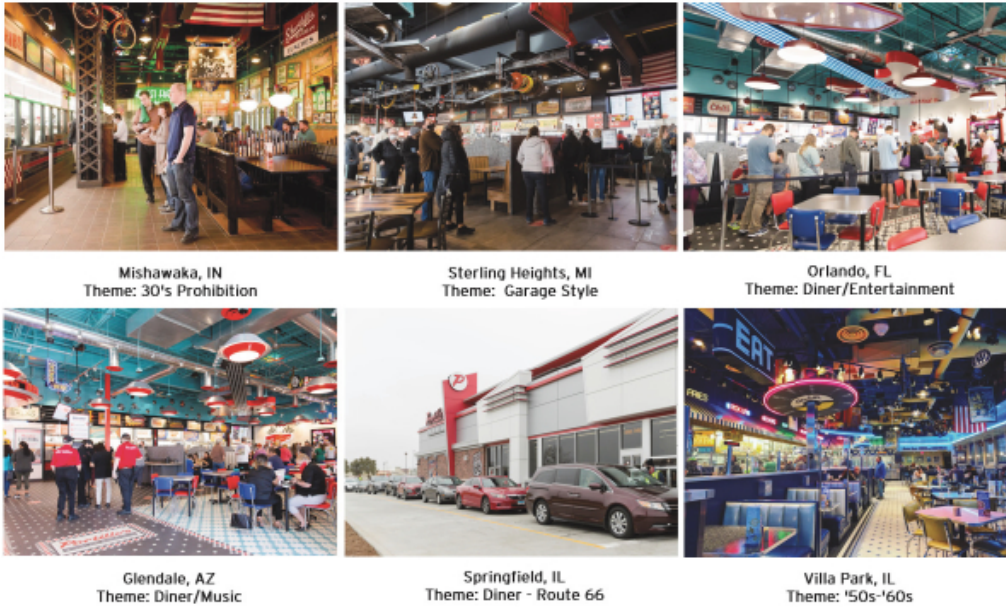 EAT
FRIES
Mishawaka, IN
Theme: 30's Prohibition
Sterling Heights, MI
Theme: Garage Style
Orlando, FL
Theme: Diner/Entertainment
Glendale, AZ
Theme: Diner/Music
Springfield, IL
Theme: Diner - Route 66
Villa Park, IL
Theme: '50s-'60s